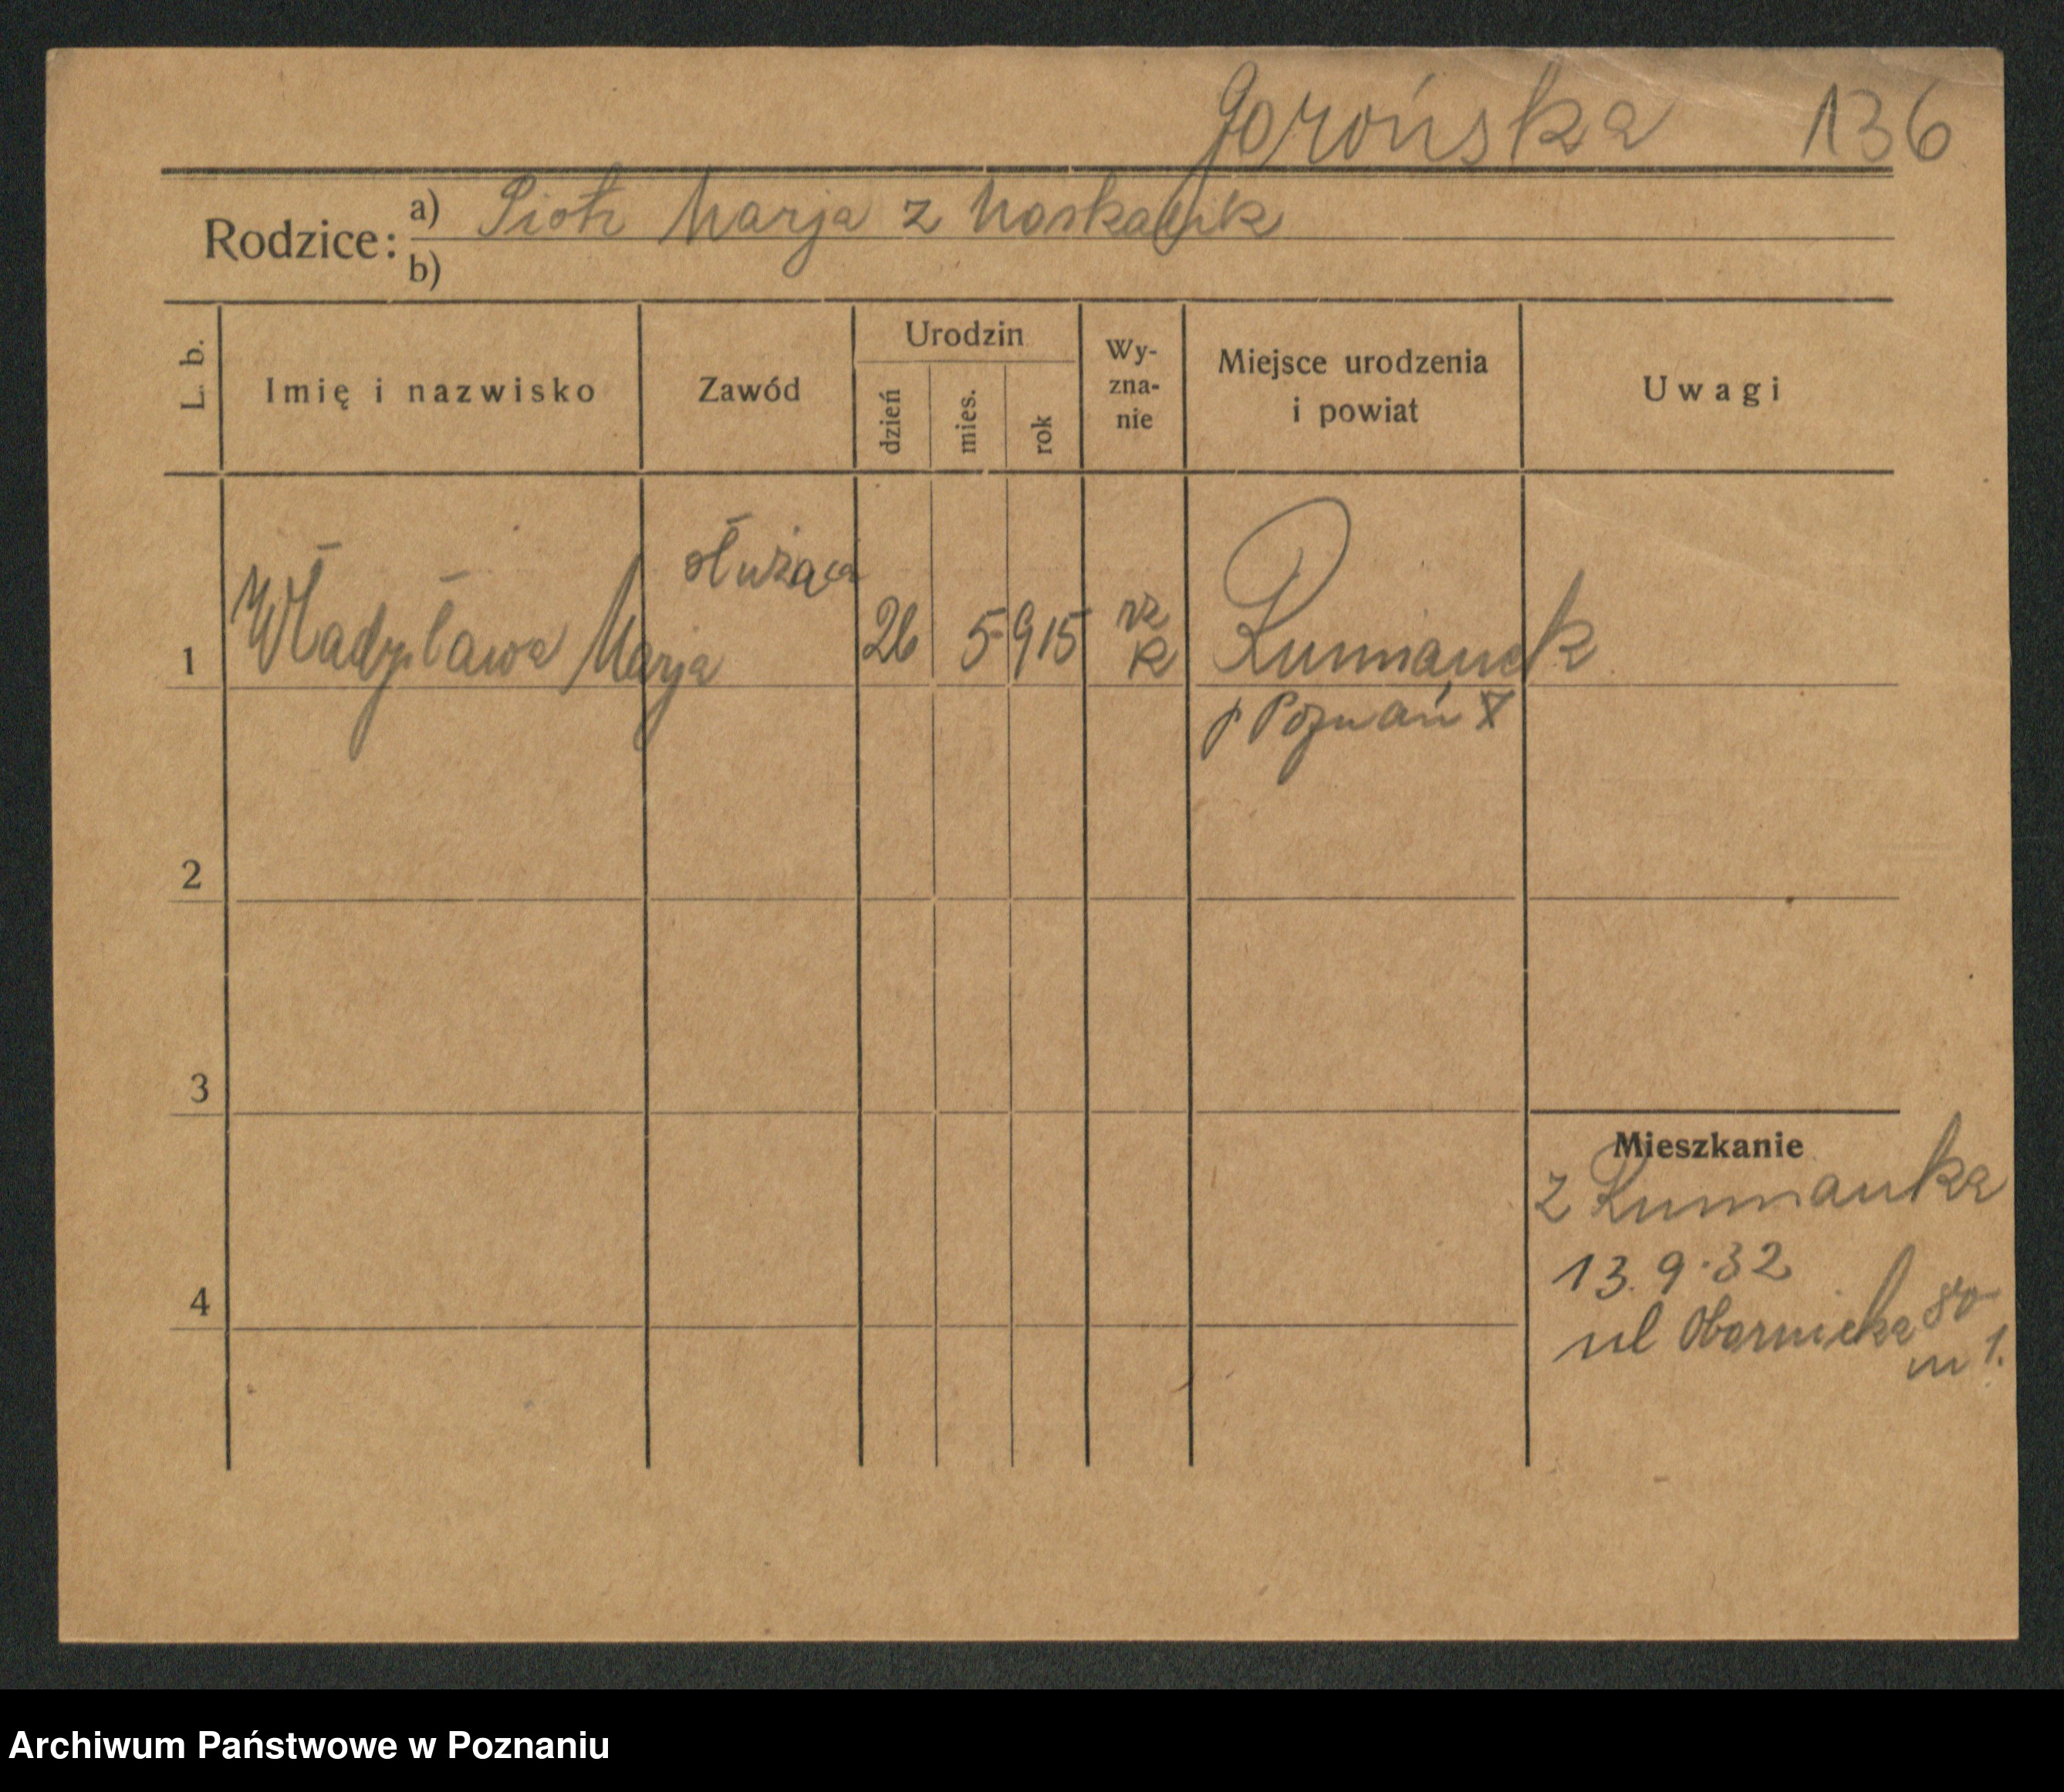 Gorońska 136
Rodzice: a) Piotr Marja z
b)
L. b.
Imię i nazwisko
Zawód
Urodzin
dzień
mies.
rok
Wy-
zna-
nie
Miejsce urodzenia
i powiat
Uwagi
1 Władysława Marja służąca 26 5 915 rz k Rumianek
p Poznań
2
3
4
Mieszkanie
z Rumianka
13.9.32
ul Obornicka 80
m 1.
Archiwum Państwowe w Poznaniu